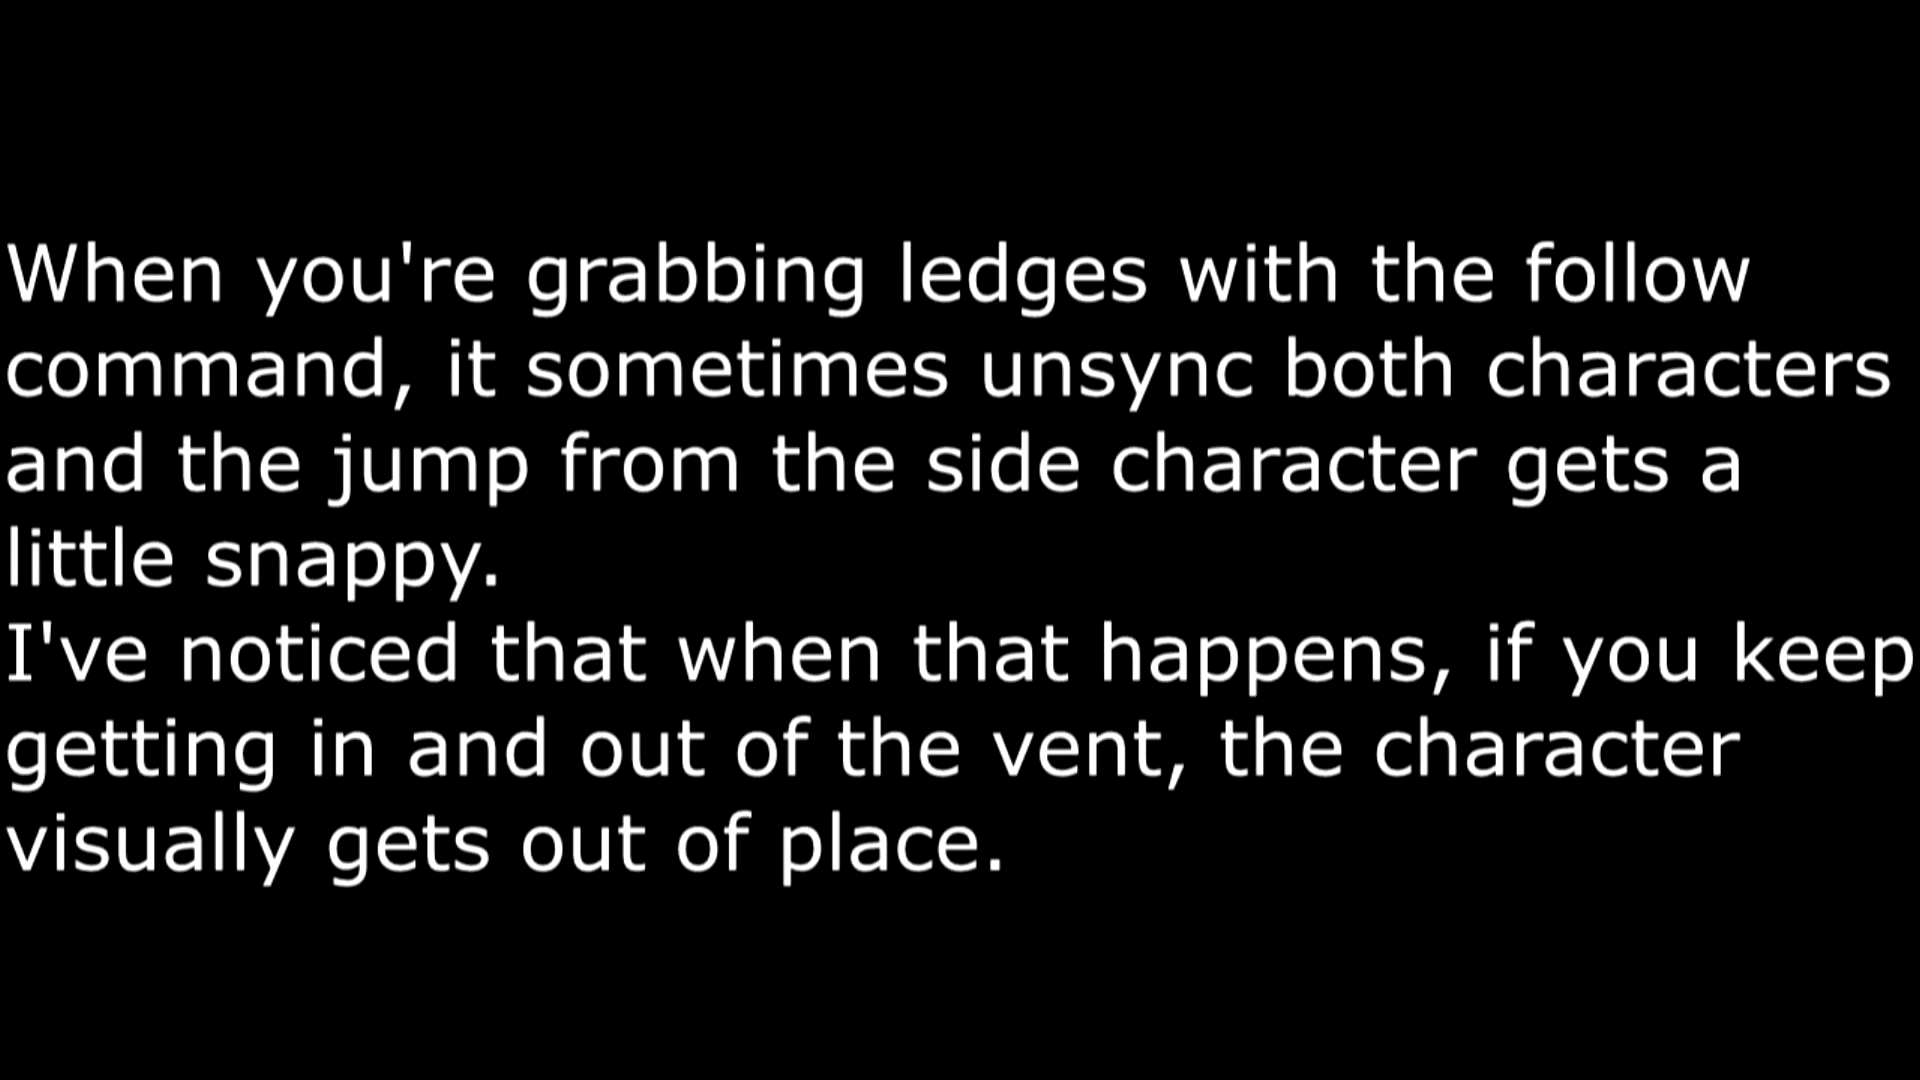 When you're grabbing ledges with the follow
command, it sometimes unsync both characters
and the jump from the side character gets a
little snappy.
I've noticed that when that happens, if you keep
getting in and out of the vent, the character
visually gets out of place.